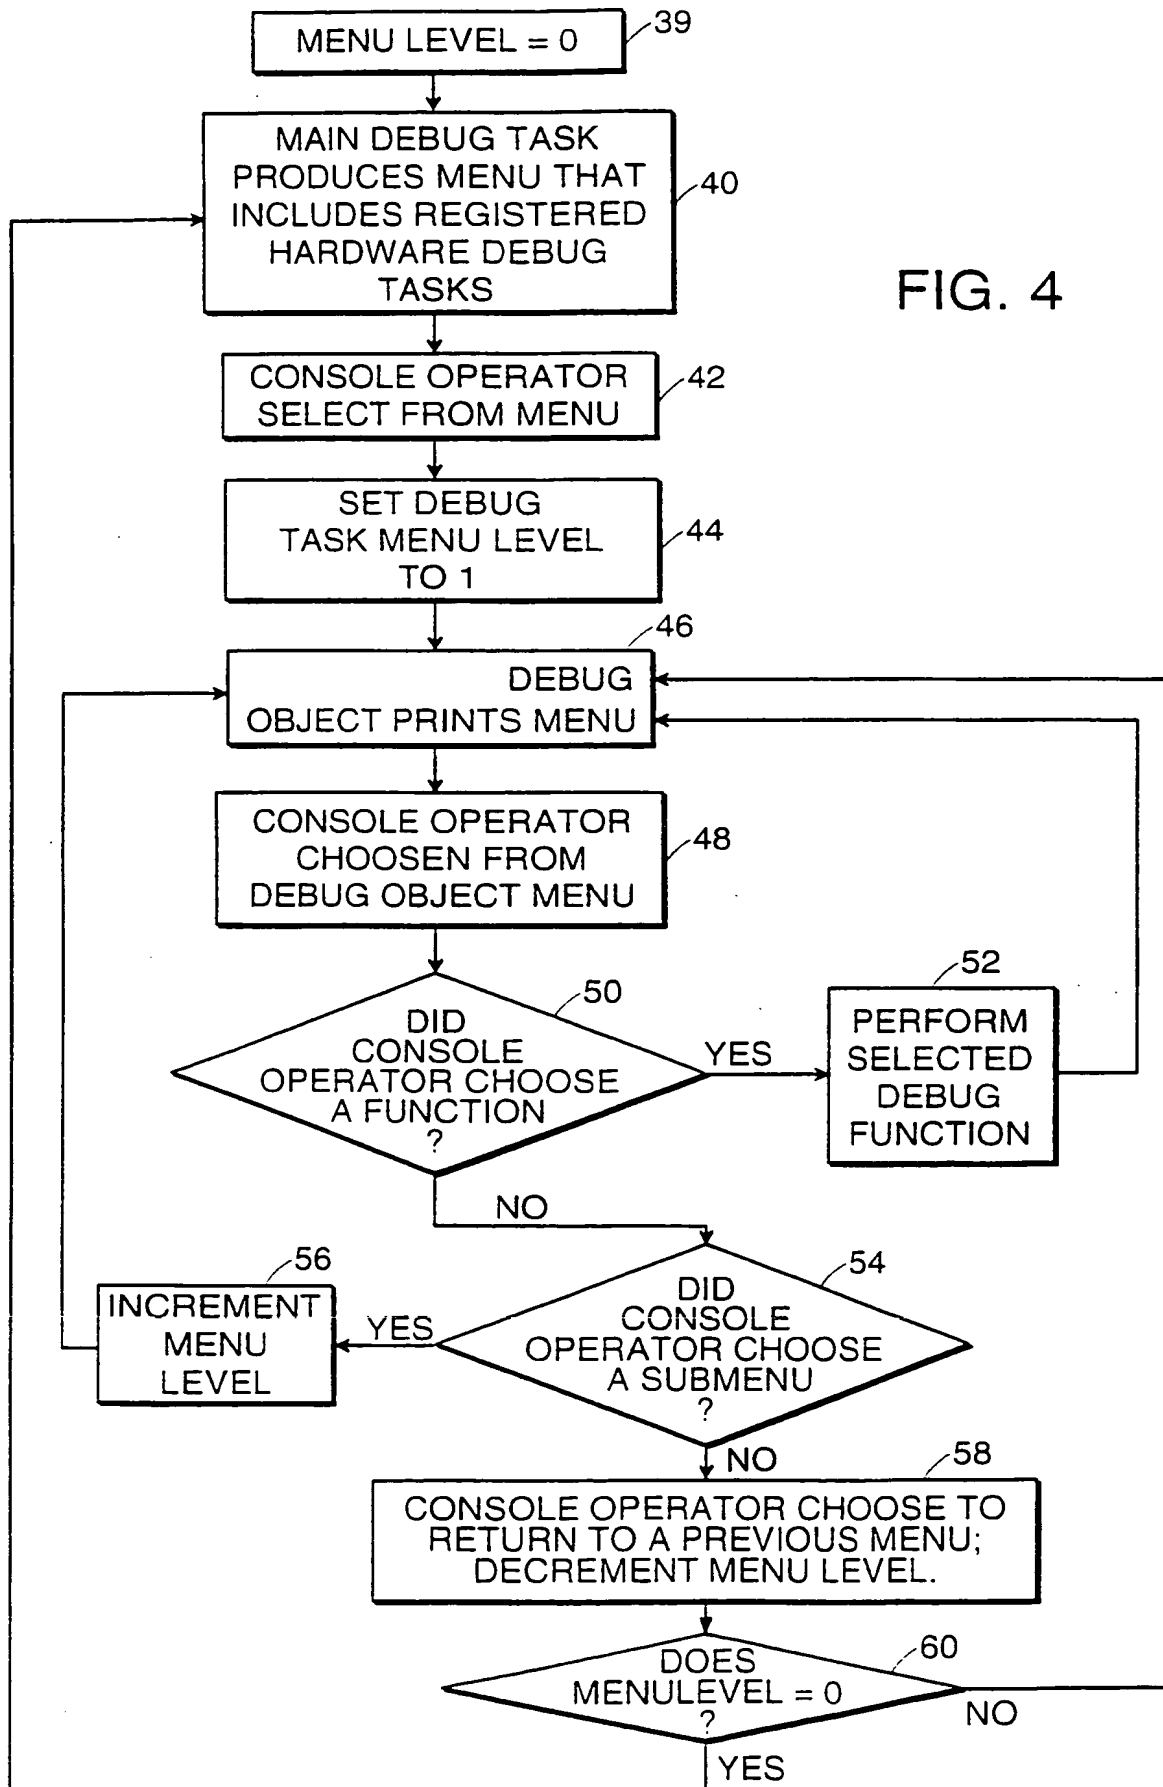 MENU LEVEL = 0
39
MAIN DEBUG TASK
PRODUCES MENU THAT
INCLUDES REGISTERED
HARDWARE DEBUG
TASKS
40
FIG. 4
CONSOLE OPERATOR
SELECT FROM MENU
42
SET DEBUG
TASK MENU LEVEL
TO 1
44
46
DEBUG
OBJECT PRINTS MENU
CONSOLE OPERATOR
CHOOSEN FROM
DEBUG OBJECT MENU
48
50
DID
CONSOLE
OPERATOR CHOOSE
A FUNCTION
?
YES
52
PERFORM
SELECTED
DEBUG
FUNCTION
NO
54
DID
CONSOLE
OPERATOR CHOOSE
A SUBMENU
?
YES
56
INCREMENT
MENU
LEVEL
NO
58
CONSOLE OPERATOR CHOOSE TO
RETURN TO A PREVIOUS MENU;
DECREMENT MENU LEVEL.
60
DOES
MENULEVEL = 0
?
NO
YES